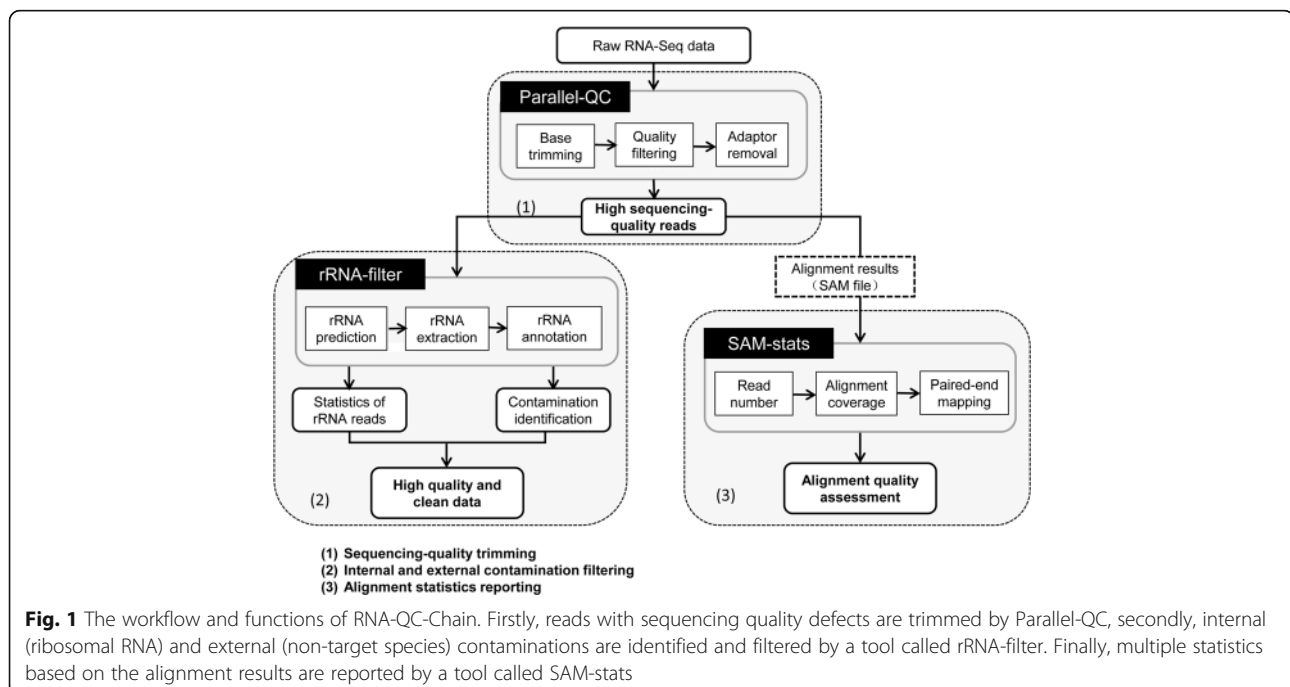 Raw RNA-Seq data
Parallel-QC
Base
trimming
Quality
filtering
Adaptor
removal
(1)
High sequencing-
quality reads
rRNA-filter
rRNA
prediction
rRNA
extraction
rRNA
annotation
Statistics of
rRNA reads
Contamination
identification
High quality and
clean data
(2)
Alignment results
（SAM file）
SAM-stats
Read
number
Alignment
coverage
Paired-end
mapping
Alignment quality
assessment
(3)
(1) Sequencing-quality trimming
(2) Internal and external contamination filtering
(3) Alignment statistics reporting
Fig. 1 The workflow and functions of RNA-QC-Chain. Firstly, reads with sequencing quality defects are trimmed by Parallel-QC, secondly, internal
(ribosomal RNA) and external (non-target species) contaminations are identified and filtered by a tool called rRNA-filter. Finally, multiple statistics
based on the alignment results are reported by a tool called SAM-stats